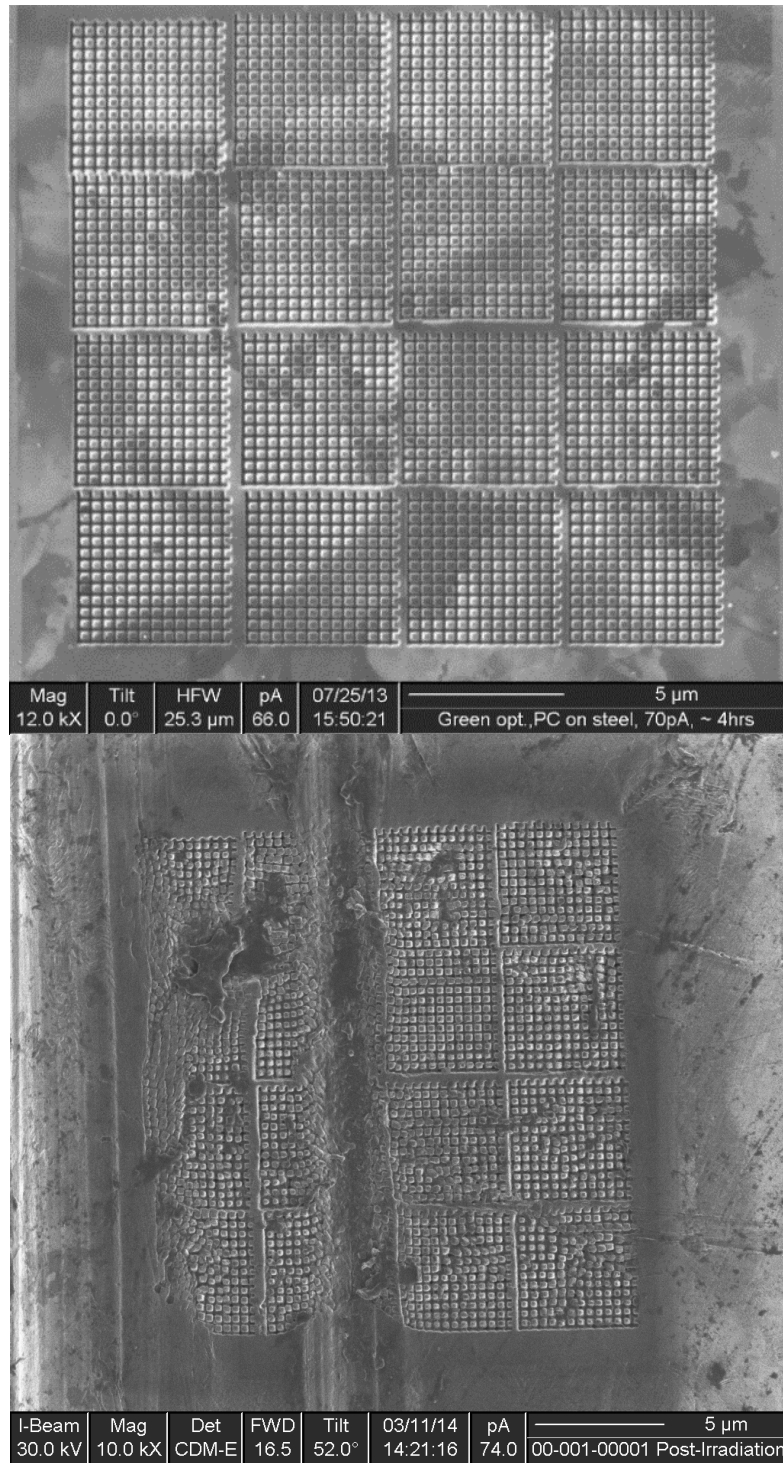 Mag Tilt HFW pA 07/25/13 5 µm
12.0 kX 0.0° 25.3 µm 66.0 15:50:21 Green opt.,PC on steel, 70pA, ~ 4hrs
I-Beam Mag Det FWD Tilt 03/11/14 pA 5 µm
30.0 kV 10.0 kX CDM-E 16.5 52.0° 14:21:16 74.0 00-001-00001 Post-Irradiation